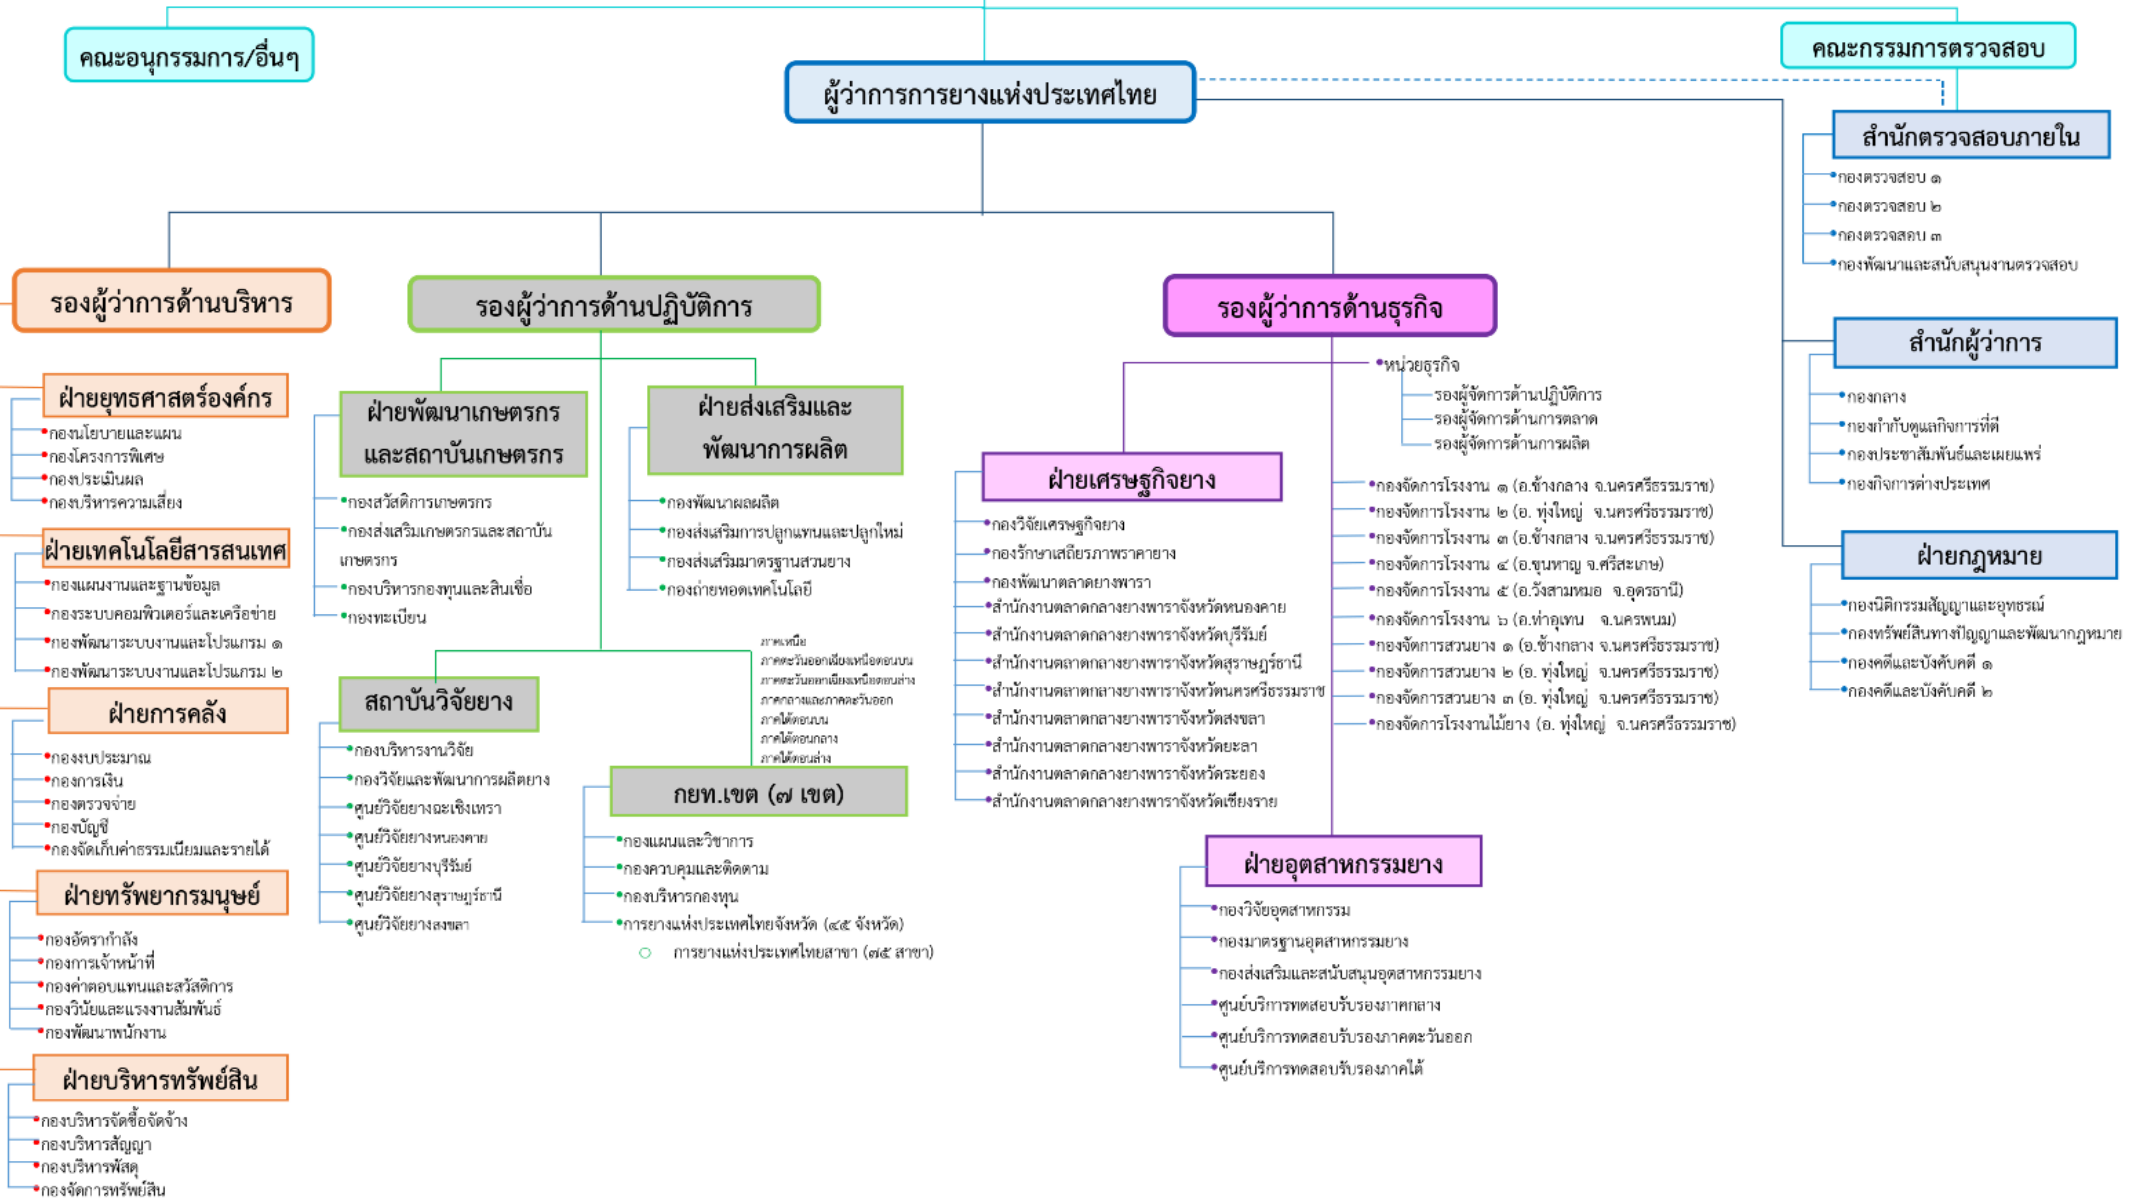 คณะอนุกรรมการ/อื่นๆ
คณะกรรมการตรวจสอบ
ผู้ว่าการการยางแห่งประเทศไทย
สำนักตรวจสอบภายใน
กองตรวจสอบ ๑
กองตรวจสอบ ๒
กองตรวจสอบ ๓
กองพัฒนาและสนับสนุนงานตรวจสอบ
สำนักผู้ว่าการ
กองกลาง
กองกำกับดูแลกิจการที่ดี
กองประชาสัมพันธ์และเผยแพร่
กองกิจการต่างประเทศ
ฝ่ายกฎหมาย
กองนิติกรรมสัญญาและอุทธรณ์
กองทรัพย์สินทางปัญญาและพัฒนากฎหมาย
กองคดีและบังคับคดี ๑
กองคดีและบังคับคดี ๒
รองผู้ว่าการด้านบริหาร
ฝ่ายยุทธศาสตร์องค์กร
กองนโยบายและแผน
กองโครงการพิเศษ
กองประเมินผล
กองบริหารความเสี่ยง
ฝ่ายเทคโนโลยีสารสนเทศ
กองแผนงานและฐานข้อมูล
กองระบบคอมพิวเตอร์และเครือข่าย
กองพัฒนาระบบงานและโปรแกรม ๑
กองพัฒนาระบบงานและโปรแกรม ๒
ฝ่ายการคลัง
กองงบประมาณ
กองการเงิน
กองตรวจจ่าย
กองบัญชี
กองจัดเก็บค่าธรรมเนียมและรายได้
ฝ่ายทรัพยากรมนุษย์
กองอัตรากำลัง
กองการเจ้าหน้าที่
กองค่าตอบแทนและสวัสดิการ
กองวินัยและแรงงานสัมพันธ์
กองพัฒนาพนักงาน
ฝ่ายบริหารทรัพย์สิน
กองบริหารจัดซื้อจัดจ้าง
กองบริหารสัญญา
กองบริหารพัสดุ
กองจัดการทรัพย์สิน
รองผู้ว่าการด้านปฏิบัติการ
ฝ่ายพัฒนาเกษตรกร
และสถาบันเกษตรกร
กองสวัสดิการเกษตรกร
กองส่งเสริมเกษตรกรและสถาบัน
เกษตรกร
กองบริหารกองทุนและสินเชื่อ
กองทะเบียน
ฝ่ายส่งเสริมและ
พัฒนาการผลิต
กองพัฒนาผลผลิต
กองส่งเสริมการปลูกแทนและปลูกใหม่
กองส่งเสริมมาตรฐานสวนยาง
กองถ่ายทอดเทคโนโลยี
สถาบันวิจัยยาง
กองบริหารงานวิจัย
กองวิจัยและพัฒนาการผลิตยาง
ศูนย์วิจัยยางฉะเชิงเทรา
ศูนย์วิจัยยางหนองคาย
ศูนย์วิจัยยางบุรีรัมย์
ศูนย์วิจัยยางสุราษฎร์ธานี
ศูนย์วิจัยยางสงขลา
ภาคเหนือ
ภาคตะวันออกเฉียงเหนือตอนบน
ภาคตะวันออกเฉียงเหนือตอนล่าง
ภาคกลางและภาคตะวันออก
ภาคใต้ตอนบน
ภาคใต้ตอนกลาง
ภาคใต้ตอนล่าง
กยท.เขต (๗ เขต)
กองแผนและวิชาการ
กองควบคุมและติดตาม
กองบริหารกองทุน
การยางแห่งประเทศไทยจังหวัด (๔๕ จังหวัด)
การยางแห่งประเทศไทยสาขา (๗๕ สาขา)
รองผู้ว่าการด้านธุรกิจ
หน่วยธุรกิจ
รองผู้จัดการด้านปฏิบัติการ
รองผู้จัดการด้านการตลาด
รองผู้จัดการด้านการผลิต
ฝ่ายเศรษฐกิจยาง
กองวิจัยเศรษฐกิจยาง
กองรักษาเสถียรภาพราคายาง
กองพัฒนาตลาดยางพารา
สำนักงานตลาดกลางยางพาราจังหวัดหนองคาย
สำนักงานตลาดกลางยางพาราจังหวัดบุรีรัมย์
สำนักงานตลาดกลางยางพาราจังหวัดสุราษฎร์ธานี
สำนักงานตลาดกลางยางพาราจังหวัดนครศรีธรรมราช
สำนักงานตลาดกลางยางพาราจังหวัดสงขลา
สำนักงานตลาดกลางยางพาราจังหวัดยะลา
สำนักงานตลาดกลางยางพาราจังหวัดระยอง
สำนักงานตลาดกลางยางพาราจังหวัดเชียงราย
กองจัดการโรงงาน ๑ (อ.ช้างกลาง จ.นครศรีธรรมราช)
กองจัดการโรงงาน ๒ (อ. ทุ่งใหญ่ จ.นครศรีธรรมราช)
กองจัดการโรงงาน ๓ (อ.ช้างกลาง จ.นครศรีธรรมราช)
กองจัดการโรงงาน ๔ (อ.ขุนหาญ จ.ศรีสะเกษ)
กองจัดการโรงงาน ๕ (อ.วังสามหมอ จ.อุดรธานี)
กองจัดการโรงงาน ๖ (อ.ท่าอุเทน จ.นครพนม)
กองจัดการสวนยาง ๑ (อ.ช้างกลาง จ.นครศรีธรรมราช)
กองจัดการสวนยาง ๒ (อ. ทุ่งใหญ่ จ.นครศรีธรรมราช)
กองจัดการสวนยาง ๓ (อ. ทุ่งใหญ่ จ.นครศรีธรรมราช)
กองจัดการโรงงานไม้ยาง (อ. ทุ่งใหญ่ จ.นครศรีธรรมราช)
ฝ่ายอุตสาหกรรมยาง
กองวิจัยอุตสาหกรรม
กองมาตรฐานอุตสาหกรรมยาง
กองส่งเสริมและสนับสนุนอุตสาหกรรมยาง
ศูนย์บริการทดสอบรับรองภาคกลาง
ศูนย์บริการทดสอบรับรองภาคตะวันออก
ศูนย์บริการทดสอบรับรองภาคใต้